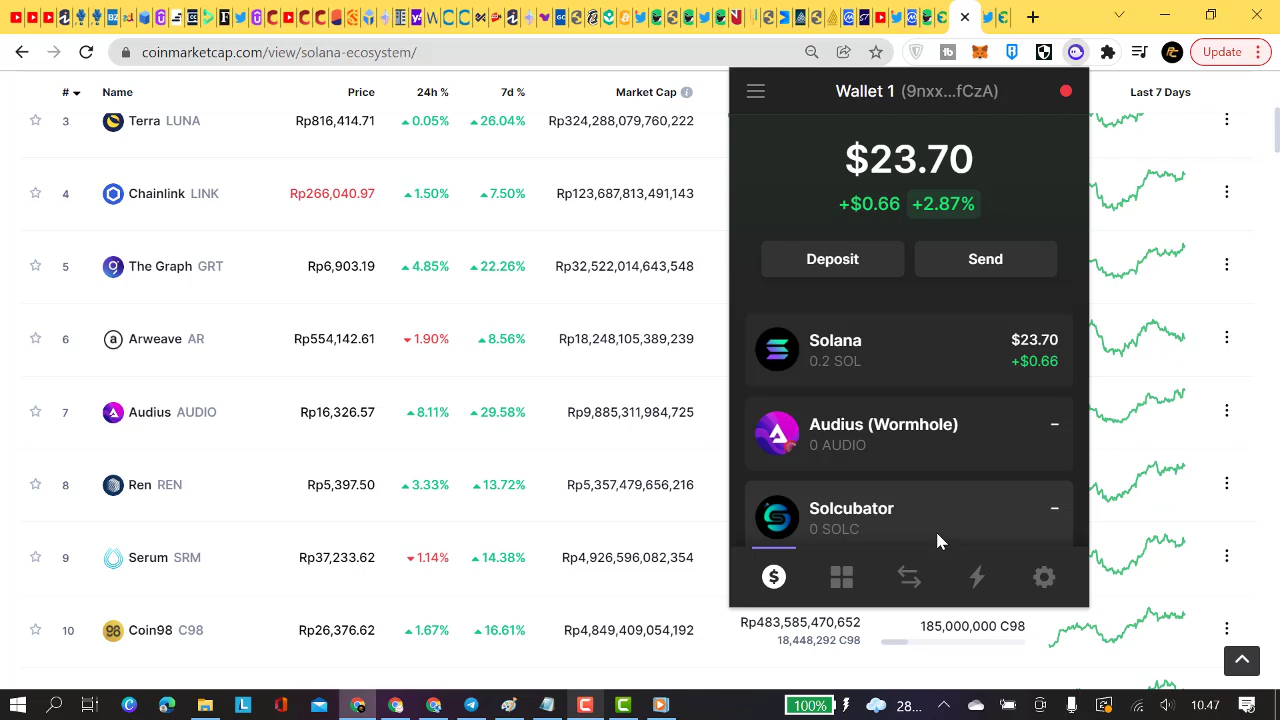 coinmarketcap.com/view/solana-ecosystem/
Update
# Name Price 24h % 7d % Market Cap Last 7 Days
3 Terra LUNA Rp816,414.71 0.05% 26.04% Rp324,288,079,760,222
4 Chainlink LINK Rp266,040.97 1.50% 7.50% Rp123,687,813,491,143
5 The Graph GRT Rp6,903.19 4.85% 22.26% Rp32,522,014,643,548
6 Arweave AR Rp554,142.61 1.90% 8.56% Rp18,248,105,389,239
7 Audius AUDIO Rp16,326.57 8.11% 29.58% Rp9,885,311,984,725
8 Ren REN Rp5,397.50 3.33% 13.72% Rp5,357,479,656,216
9 Serum SRM Rp37,233.62 1.14% 14.38% Rp4,926,596,082,354
10 Coin98 C98 Rp26,376.62 1.67% 16.61% Rp4,849,409,054,192 Rp483,585,470,652 185,000,000 C98
18,448,292 C98
Wallet 1 (9nxx...fCzA)
$23.70
+$0.66 +2.87%
Deposit Send
Solana $23.70
0.2 SOL +$0.66
Audius (Wormhole) –
0 AUDIO
Solcubator –
0 SOLC
100% 28... 10.47